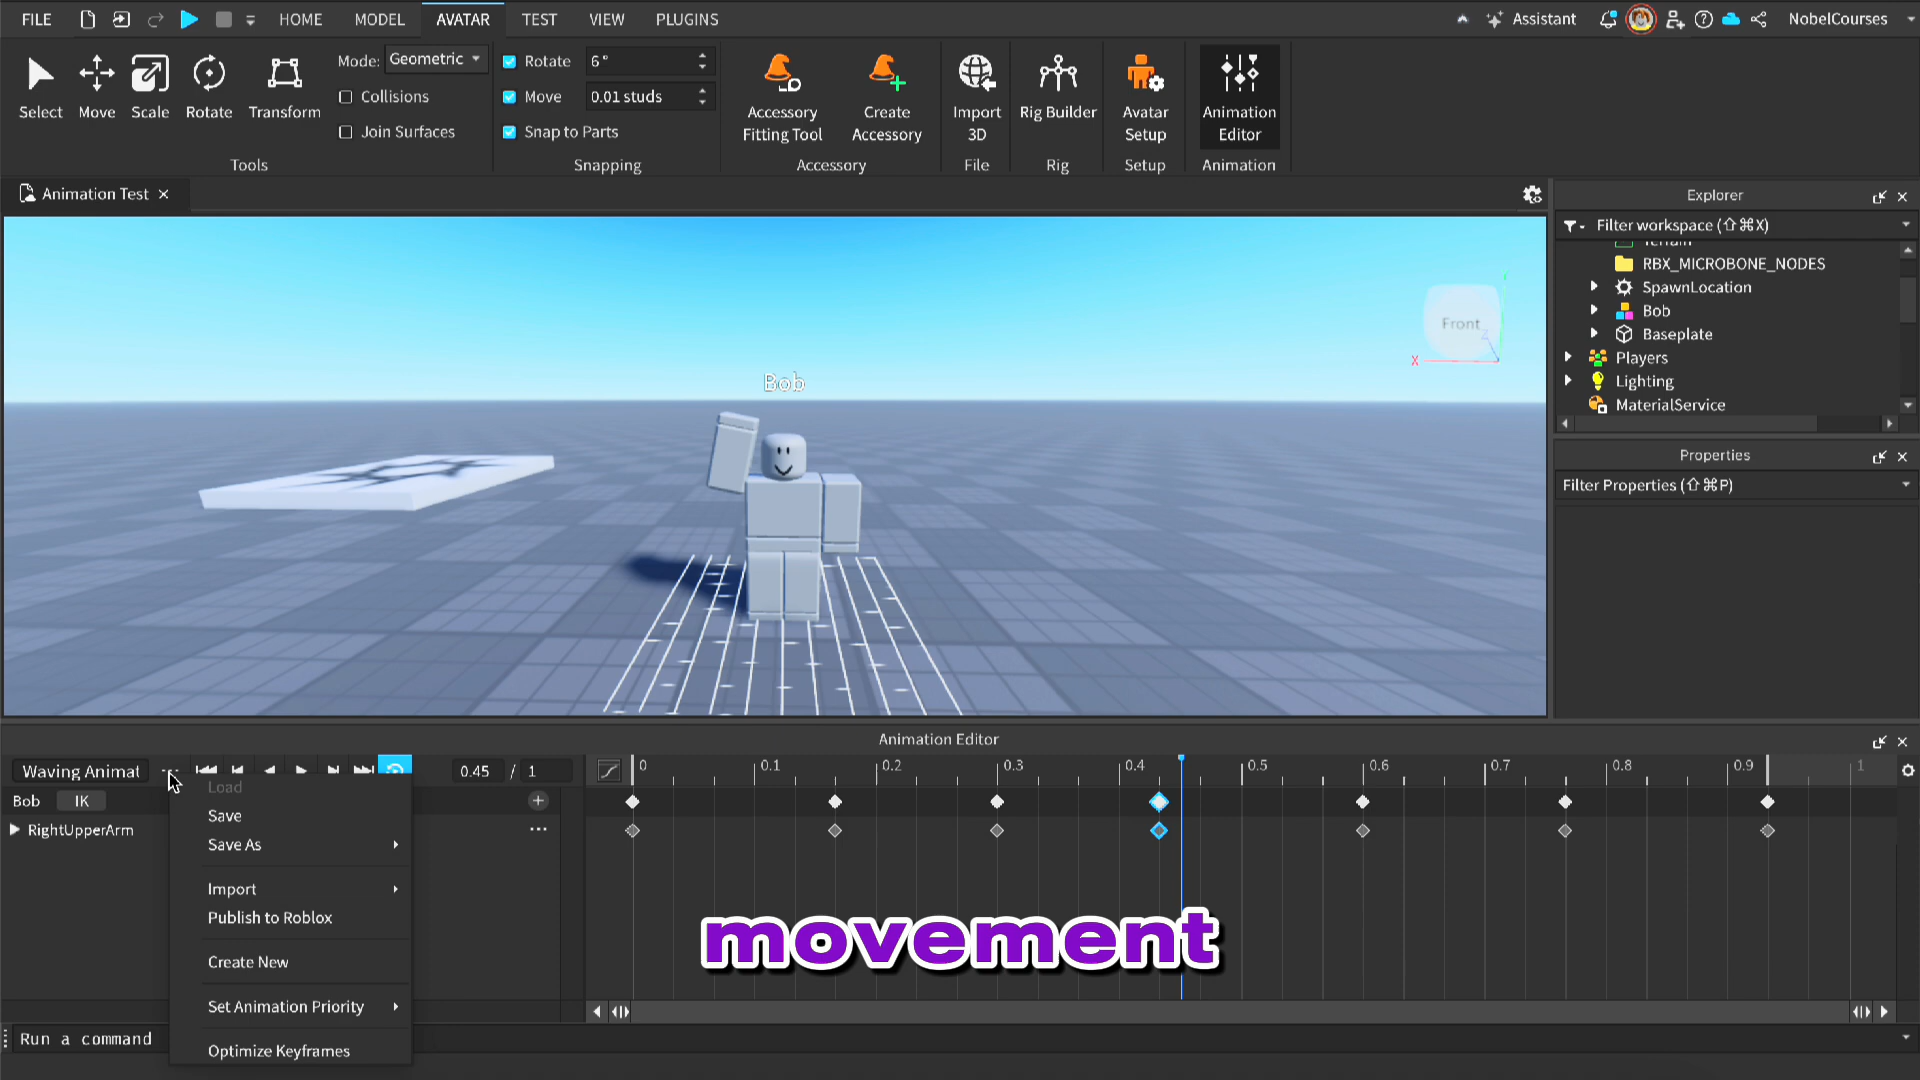 FILE HOME MODEL AVATAR TEST VIEW PLUGINS Assistant NobelCourses
Select Move Scale Rotate Transform
Mode: Geometric
Collisions
Join Surfaces
Tools
Rotate 6°
Move 0.01 studs
Snap to Parts
Snapping
Accessory Fitting Tool
Create Accessory
Accessory
Import 3D
File
Rig Builder
Rig
Avatar Setup
Setup
Animation Editor
Animation
Animation Test
Front
X
Z
Bob
Explorer
Filter workspace (⇧⌘X)
Terrain
RBX_MICROBONE_NODES
SpawnLocation
Bob
Baseplate
Players
Lighting
MaterialService
Properties
Filter Properties (⇧⌘P)
Animation Editor
Waving Animat 0.45 / 1
0 0.1 0.2 0.3 0.4 0.5 0.6 0.7 0.8 0.9 1
Bob IK
RightUpperArm
Load
Save
Save As
Import
Publish to Roblox
Create New
Set Animation Priority
Optimize Keyframes
movement
Run a command